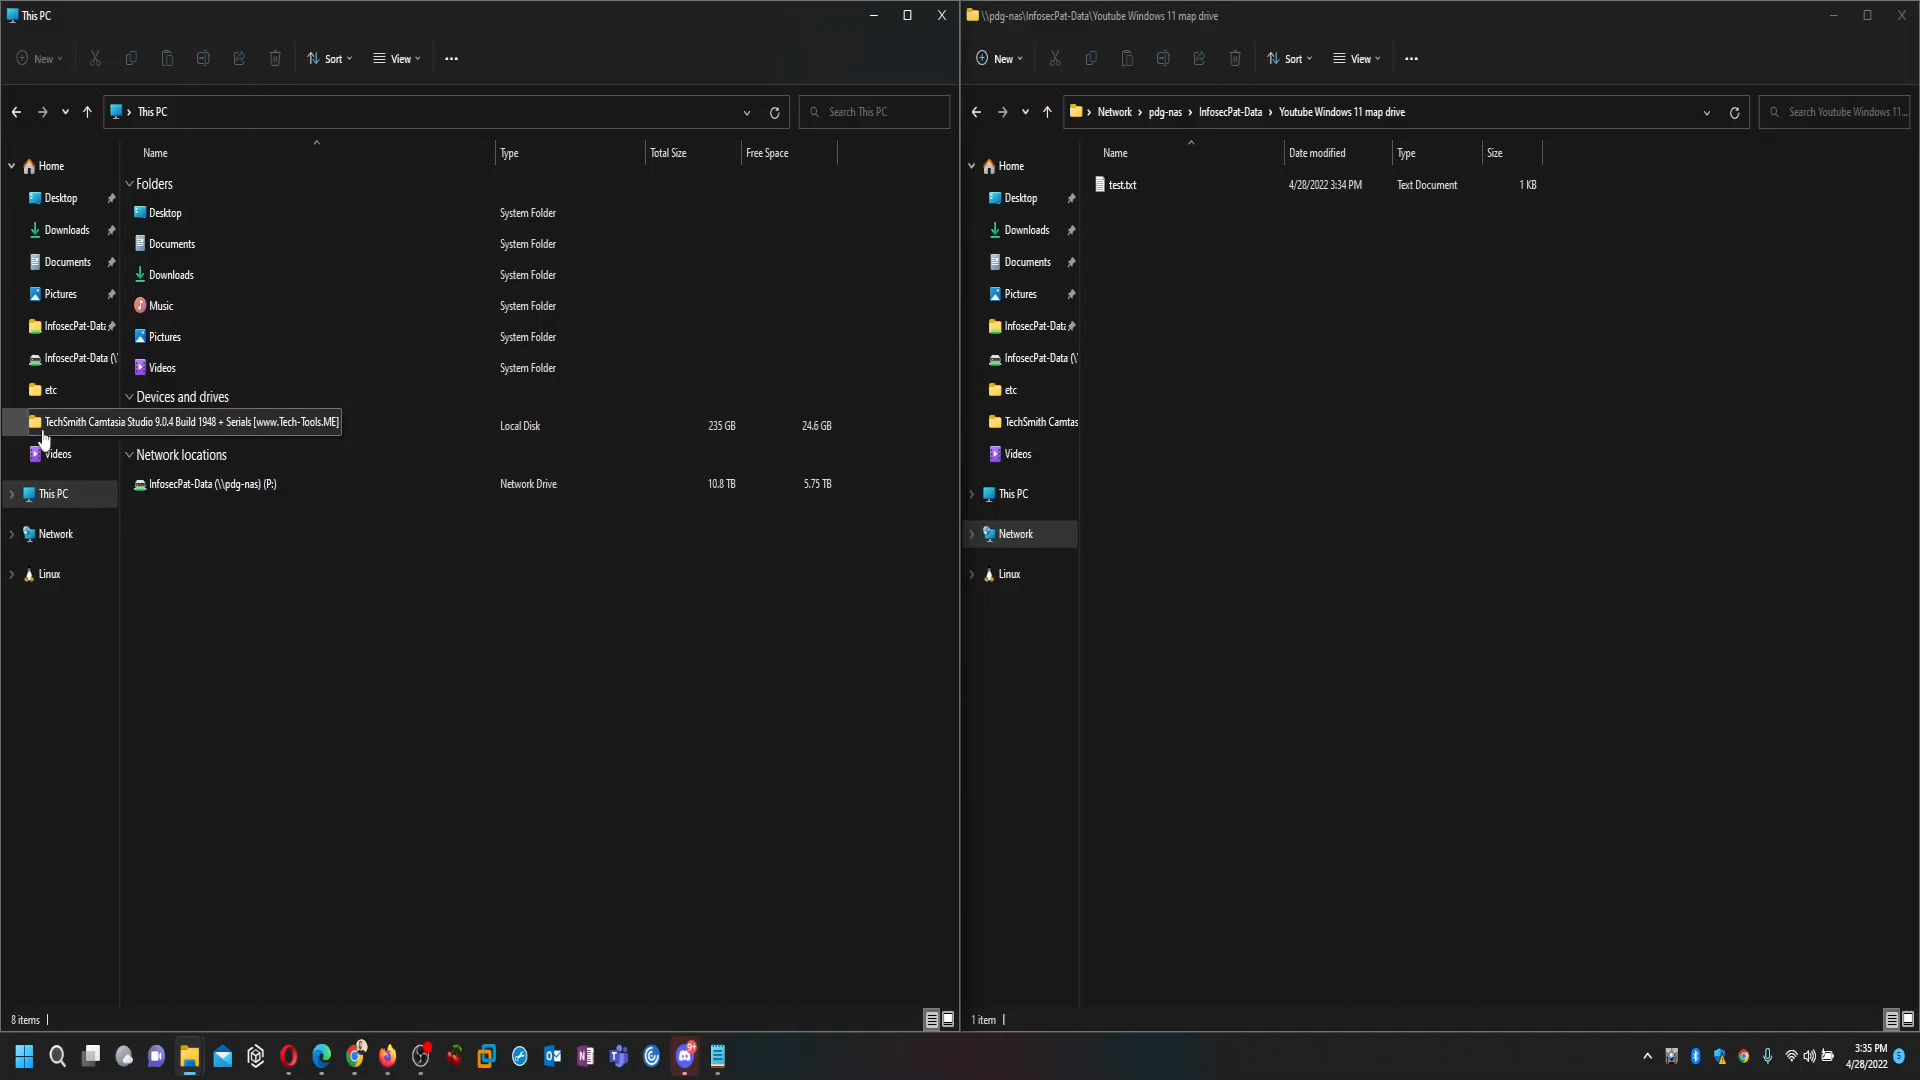 This PC
New
Sort
View
This PC
Search This PC
Name
Type
Total Size
Free Space
Home
Desktop
Downloads
Documents
Pictures
InfosecPat-Data
InfosecPat-Data (\\
etc
TechSmith Camtasia Studio 9.0.4 Build 1948 + Serials [www.Tech-Tools.ME]
Videos
This PC
Network
Linux
Folders
Desktop System Folder
Documents System Folder
Downloads System Folder
Music System Folder
Pictures System Folder
Videos System Folder
Devices and drives
Local Disk 235 GB 24.6 GB
Network locations
InfosecPat-Data (\\pdg-nas) (P:) Network Drive 10.8 TB 5.75 TB
8 items
\\pdg-nas\InfosecPat-Data\Youtube Windows 11 map drive
New
Sort
View
Network > pdg-nas > InfosecPat-Data > Youtube Windows 11 map drive
Search Youtube Windows 11...
Name
Date modified
Type
Size
Home
Desktop
Downloads
Documents
Pictures
InfosecPat-Data
InfosecPat-Data (\\
etc
TechSmith Camtas
Videos
This PC
Network
Linux
test.txt 4/28/2022 3:34 PM Text Document 1 KB
1 item
9+
3:35 PM
4/28/2022
5